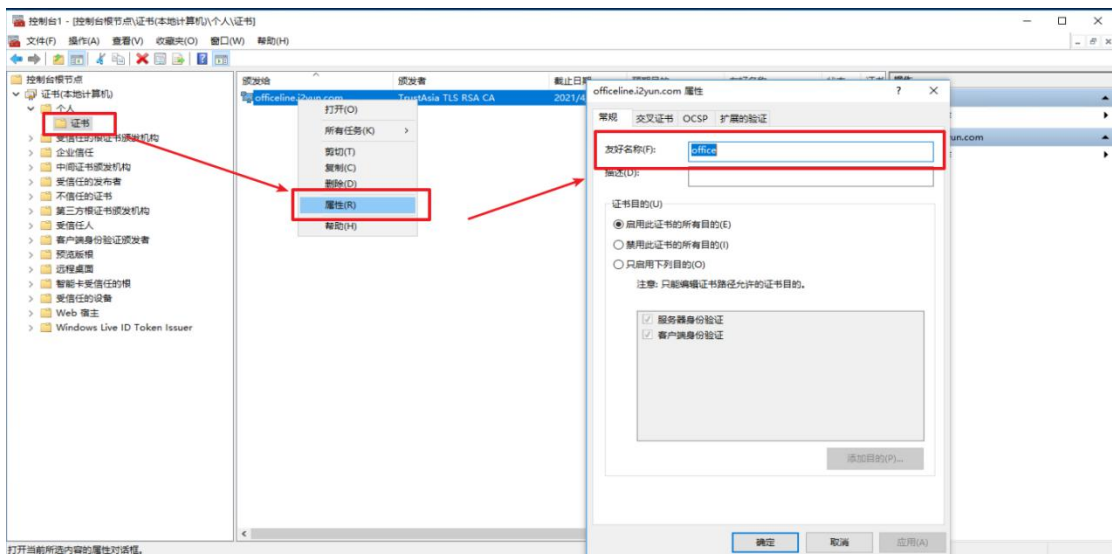 控制台1 - [控制台根节点\证书(本地计算机)\个人\证书]
文件(F) 操作(A) 查看(V) 收藏夹(O) 窗口(W) 帮助(H)
控制台根节点
证书(本地计算机)
个人
证书
受信任的根证书颁发机构
企业信任
中间证书颁发机构
受信任的发布者
不信任的证书
第三方根证书颁发机构
受信任人
客户端身份验证颁发者
预览版根
远程桌面
智能卡受信任的根
受信任的设备
Web 宿主
Windows Live ID Token Issuer
颁发给 颁发者 截止日期
officeline.i2yun.com TrustAsia TLS RSA CA 2021/4
打开(O)
所有任务(K)
剪切(T)
复制(C)
删除(D)
属性(R)
帮助(H)
officeline.i2yun.com 属性
常规 交叉证书 OCSP 扩展的验证
友好名称(F): office
描述(D):
证书目的(U)
启用此证书的所有目的(E)
禁用此证书的所有目的(I)
只启用下列目的(O)
注意: 只能编辑证书路径允许的证书目的。
服务器身份验证
客户端身份验证
添加目的(P)...
确定 取消 应用(A)
yun.com
打开当前所选内容的属性对话框。